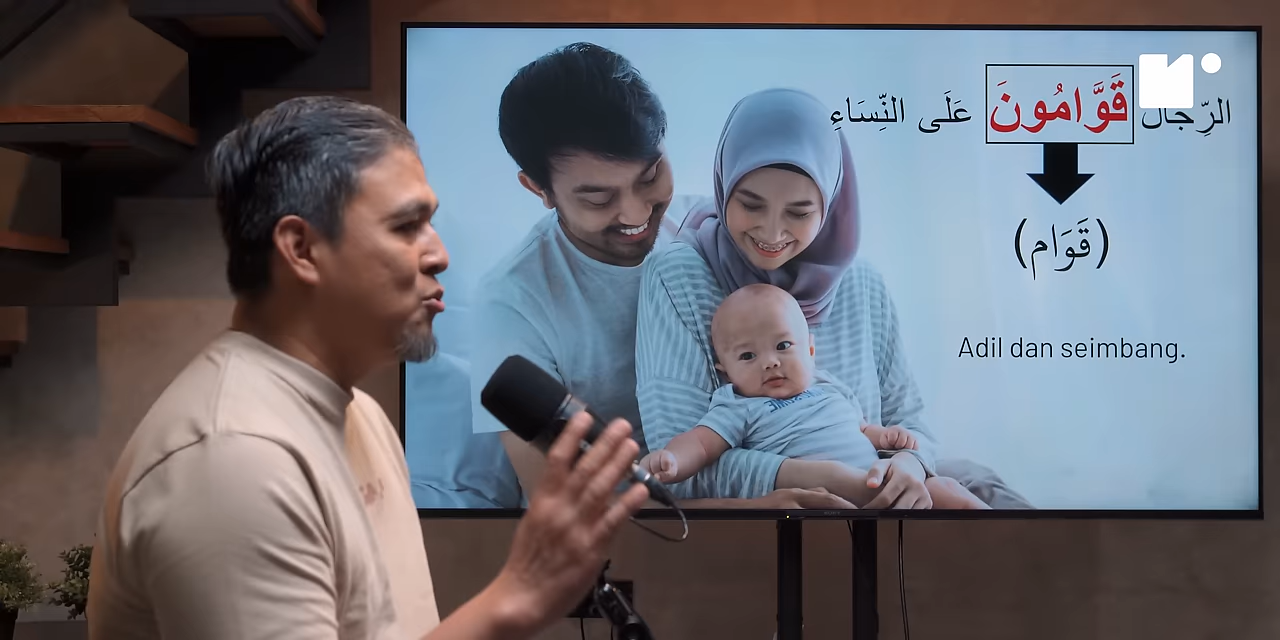 الرِّجَالُ قَوَّامُونَ عَلَى النِّسَاءِ
(قَوَام)
Adil dan seimbang.